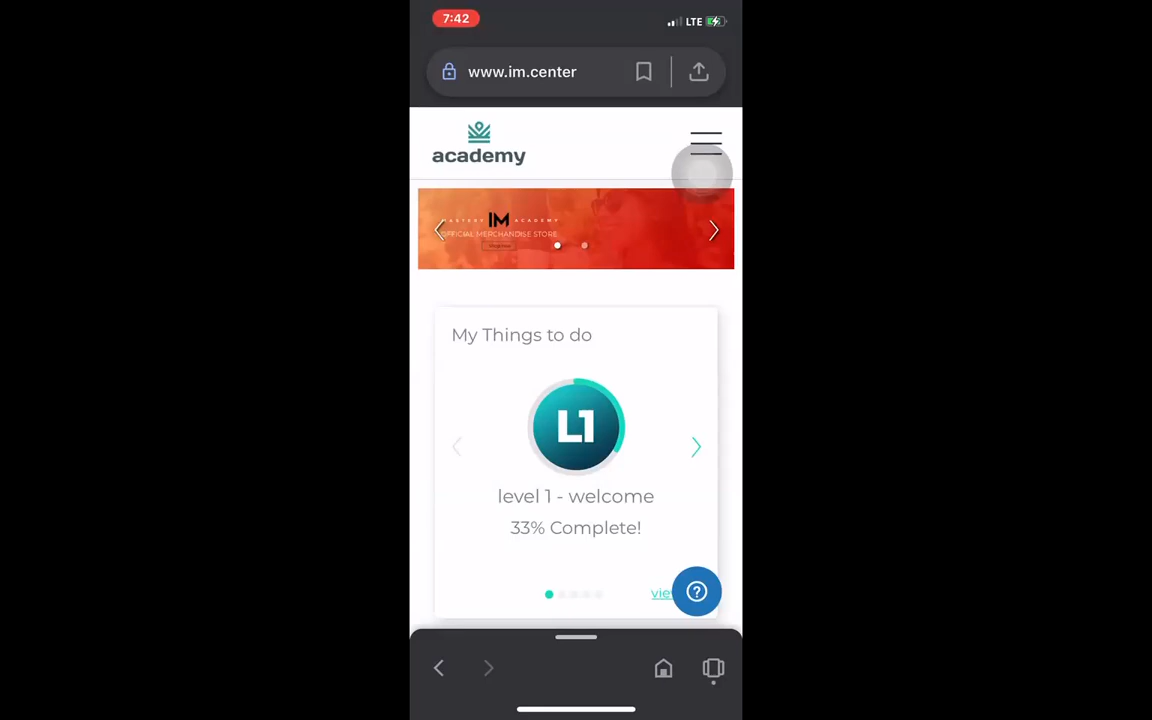 7:42
LTE
www.im.center
academy
IM ACADEMY
OFFICIAL MERCHANDISE STORE
My Things to do
L1
level 1 - welcome
33% Complete!
?